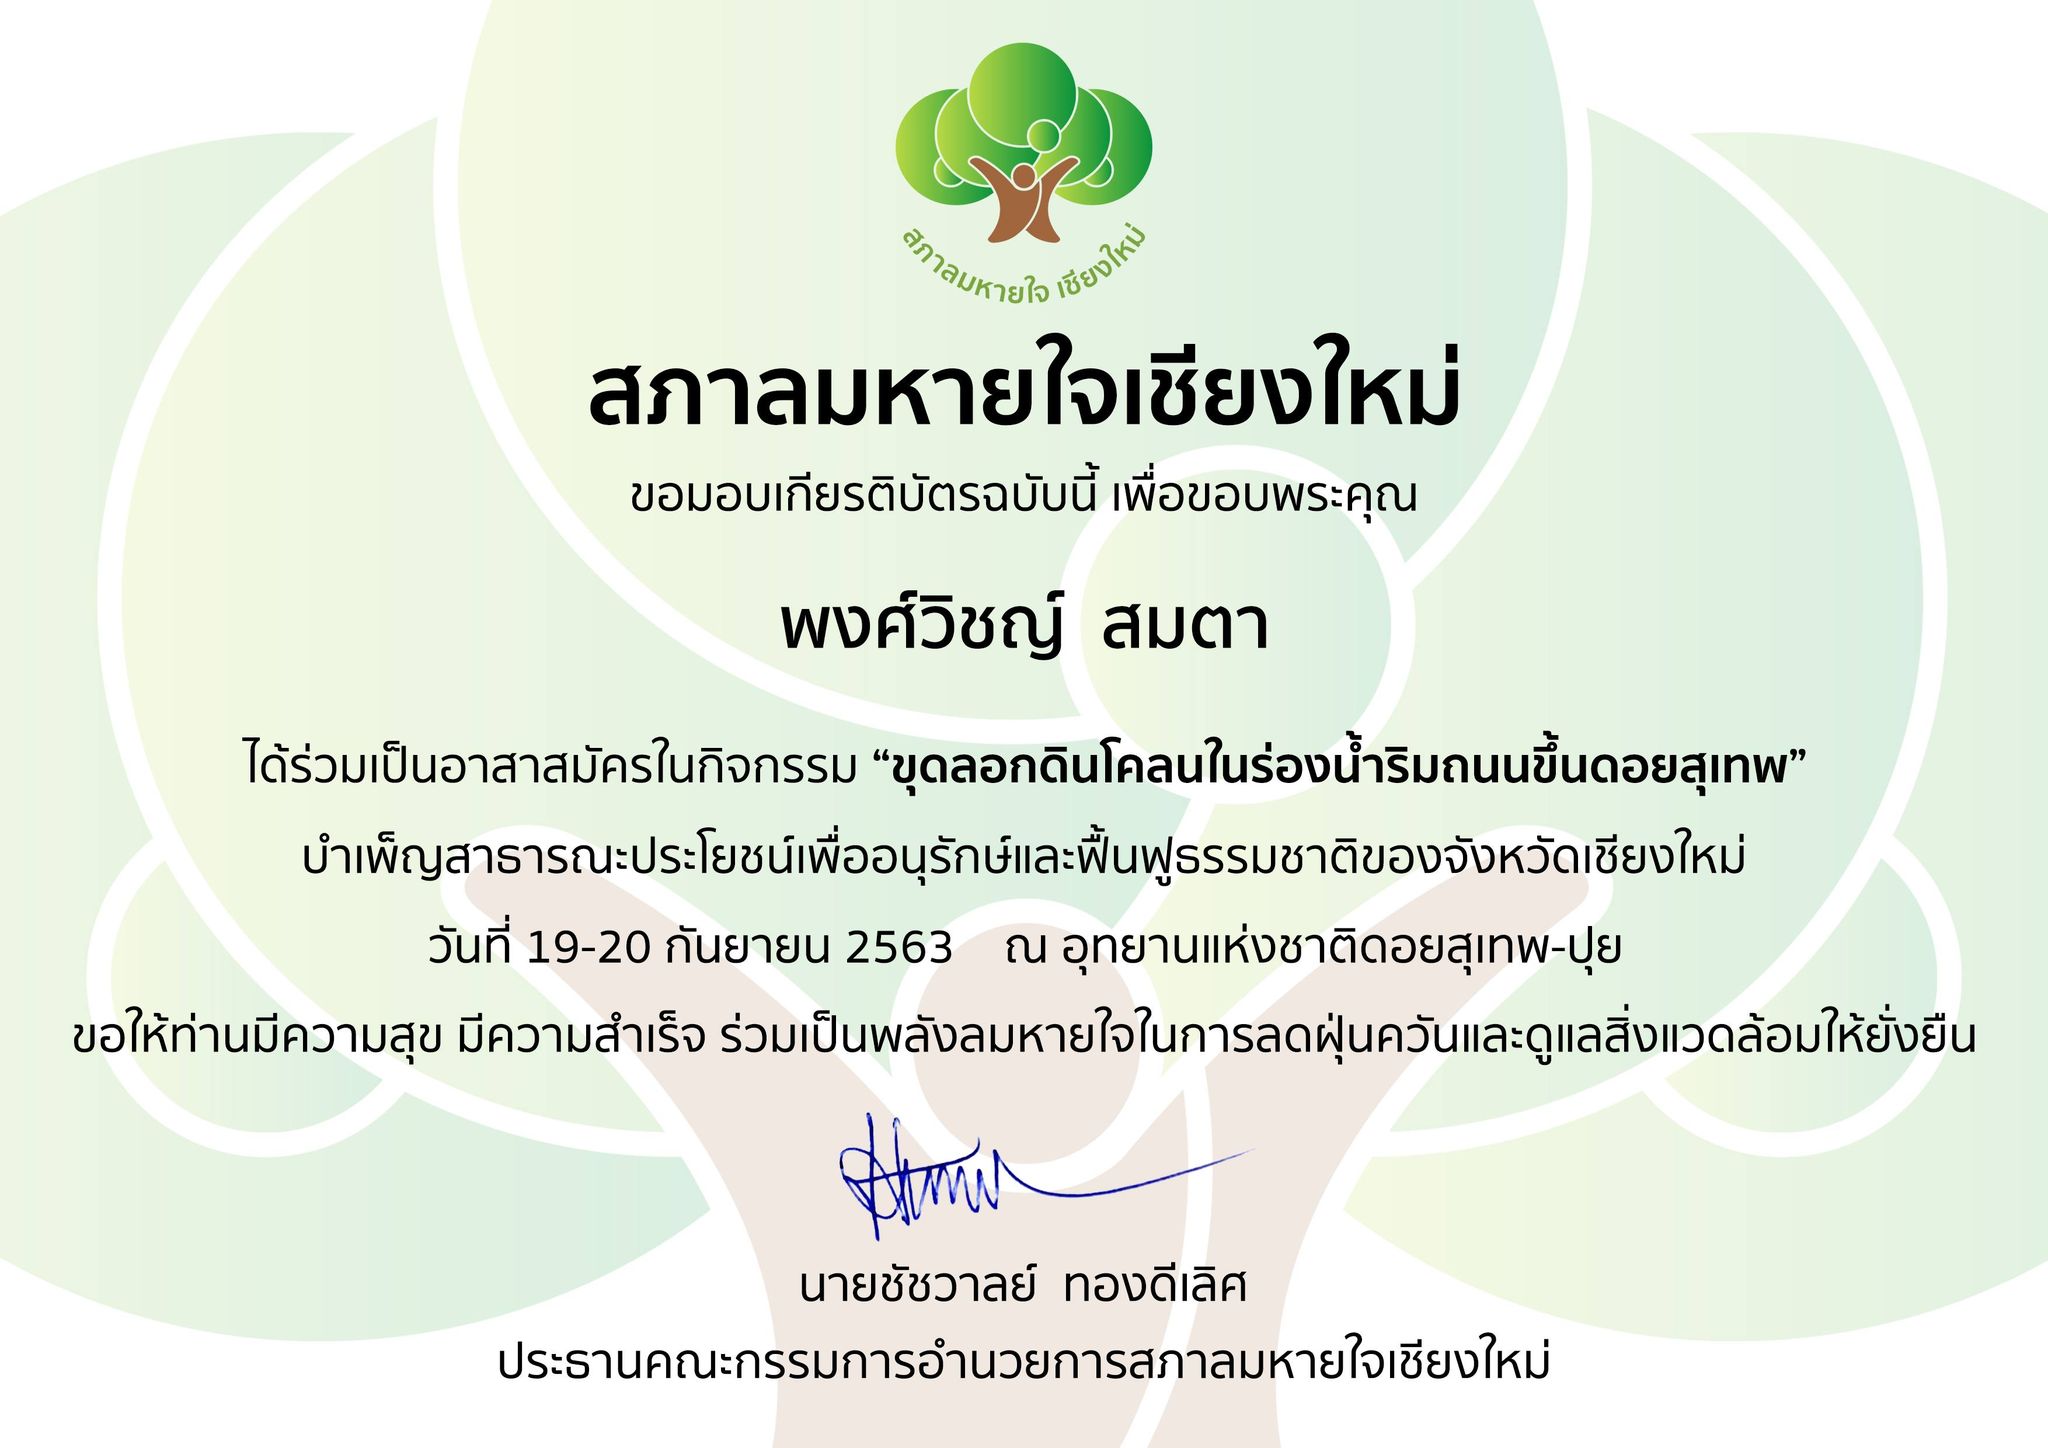 สภาลมหายใจ เชียงใหม่
สภาลมหายใจเชียงใหม่
ขอมอบเกียรติบัตรฉบับนี้ เพื่อขอบพระคุณ
พงศ์วิชญ์ สมตา
ได้ร่วมเป็นอาสาสมัครในกิจกรรม “ขุดลอกดินโคลนในร่องน้ำริมถนนขึ้นดอยสุเทพ”
บำเพ็ญสาธารณะประโยชน์เพื่ออนุรักษ์และฟื้นฟูธรรมชาติของจังหวัดเชียงใหม่
วันที่ 19-20 กันยายน 2563 ณ อุทยานแห่งชาติดอยสุเทพ-ปุย
ขอให้ท่านมีความสุข มีความสำเร็จ ร่วมเป็นพลังลมหายใจในการลดฝุ่นควันและดูแลสิ่งแวดล้อมให้ยั่งยืน
นายชัชวาลย์ ทองดีเลิศ
ประธานคณะกรรมการอำนวยการสภาลมหายใจเชียงใหม่